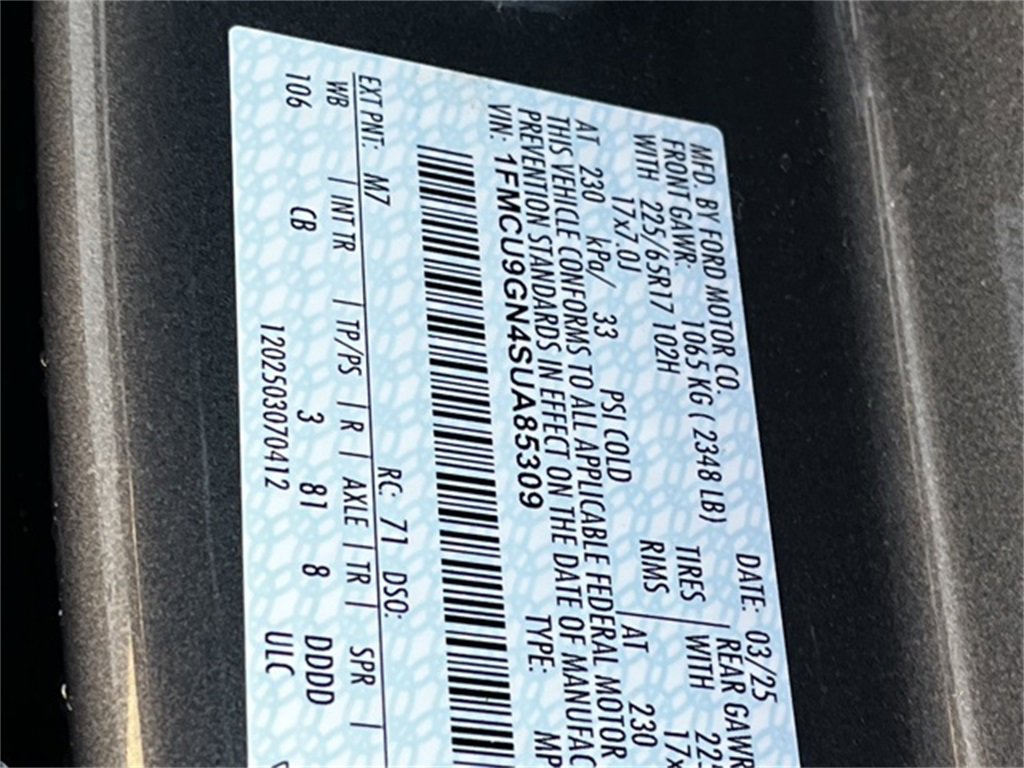 MFD. BY FORD MOTOR CO. DATE: 03/25
FRONT GAWR: 1065 KG ( 2348 LB) REAR GAWR
WITH 225/65R17 102H TIRES WITH 225
17x7.0J RIMS 17x
AT 230 kPa/ 33 PSI COLD AT 230
THIS VEHICLE CONFORMS TO ALL APPLICABLE FEDERAL MOTOR
PREVENTION STANDARDS IN EFFECT ON THE DATE OF MANUFAC
VIN: 1FMCU9GN4SUA85309 TYPE: MP
EXT PNT: M7 RC: 71 DSO:
WB | INT TR | TP/PS | R | AXLE | TR | SPR |
106 CB 3 81 8 DDDD
1202503070412 ULC